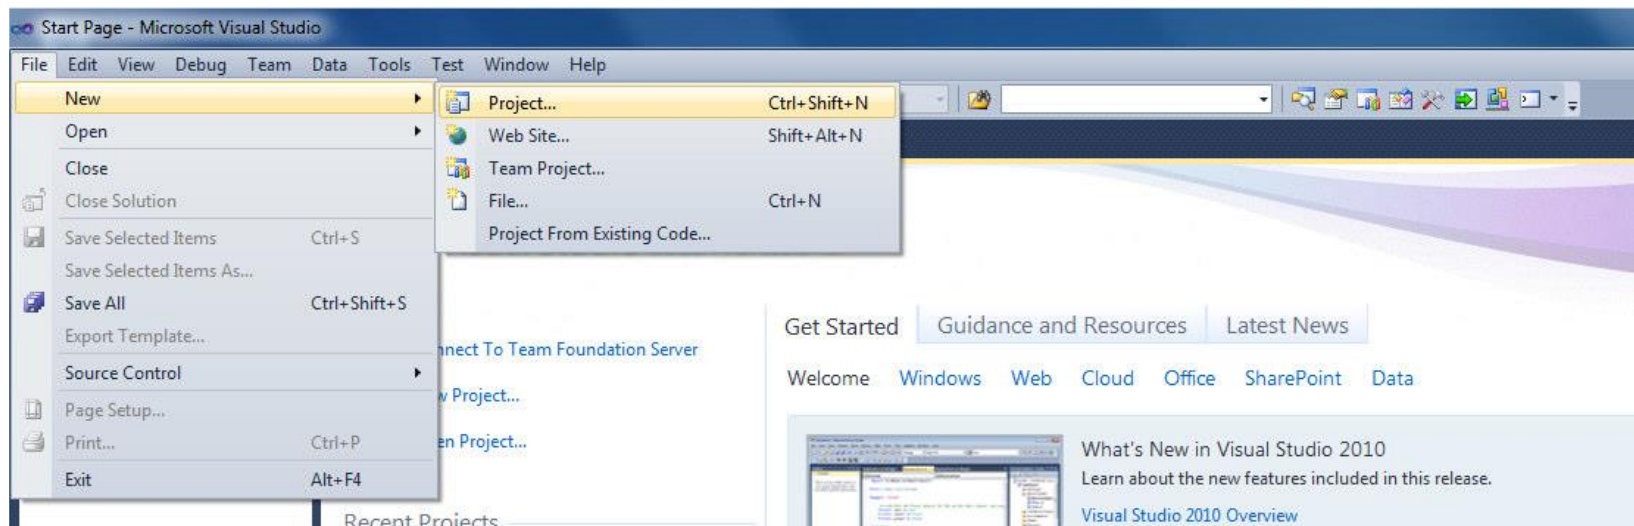 Start Page - Microsoft Visual Studio
File Edit View Debug Team Data Tools Test Window Help
New
Open
Close
Close Solution
Save Selected Items Ctrl+S
Save Selected Items As...
Save All Ctrl+Shift+S
Export Template...
Source Control
Page Setup...
Print... Ctrl+P
Exit Alt+F4
Project... Ctrl+Shift+N
Web Site... Shift+Alt+N
Team Project...
File... Ctrl+N
Project From Existing Code...
nnect To Team Foundation Server
w Project...
en Project...
Recent Projects
Get Started Guidance and Resources Latest News
Welcome Windows Web Cloud Office SharePoint Data
What's New in Visual Studio 2010
Learn about the new features included in this release.
Visual Studio 2010 Overview